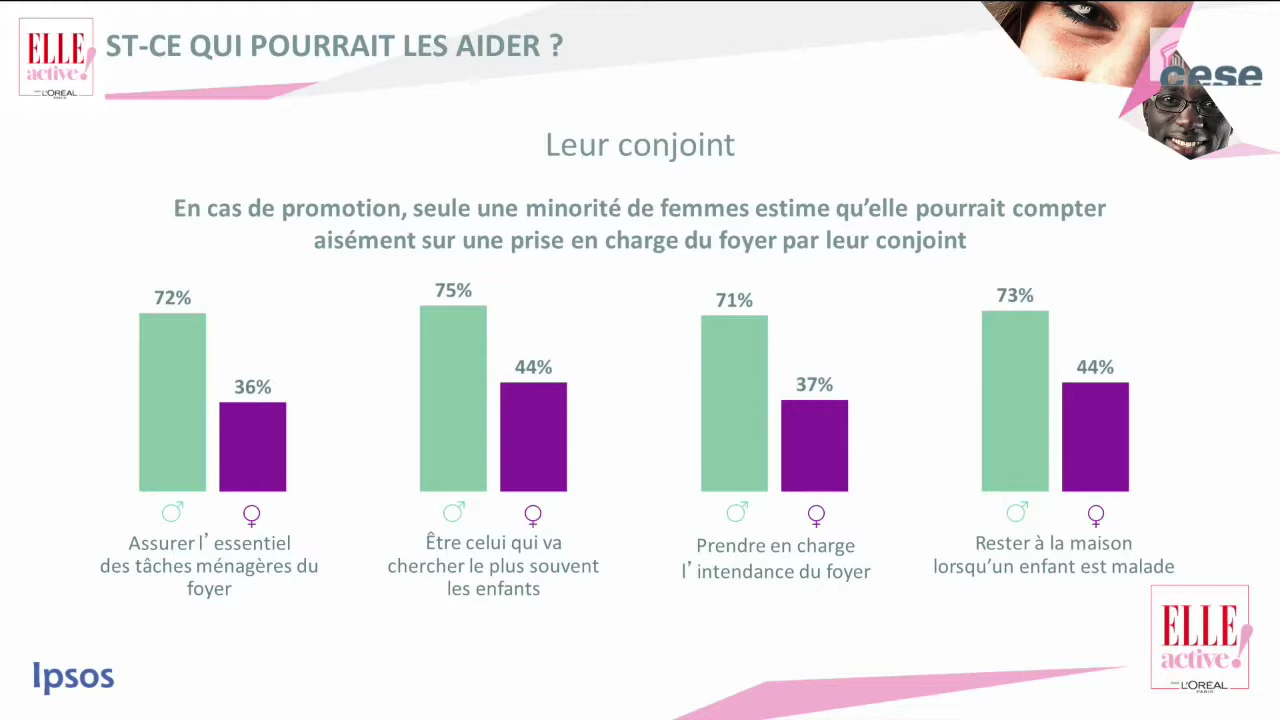 ELLE
active!
PAR L'ORÉAL
PARIS
ST-CE QUI POURRAIT LES AIDER ?
cese
Leur conjoint
En cas de promotion, seule une minorité de femmes estime qu'elle pourrait compter
aisément sur une prise en charge du foyer par leur conjoint
72%
36%
75%
44%
71%
37%
73%
44%
♂ ♀ ♂ ♀ ♂ ♀ ♂ ♀
Assurer l’essentiel
des tâches ménagères du
foyer
Être celui qui va
chercher le plus souvent
les enfants
Prendre en charge
l’intendance du foyer
Rester à la maison
lorsqu'un enfant est malade
Ipsos
ELLE
active!
PAR L'ORÉAL
PARIS